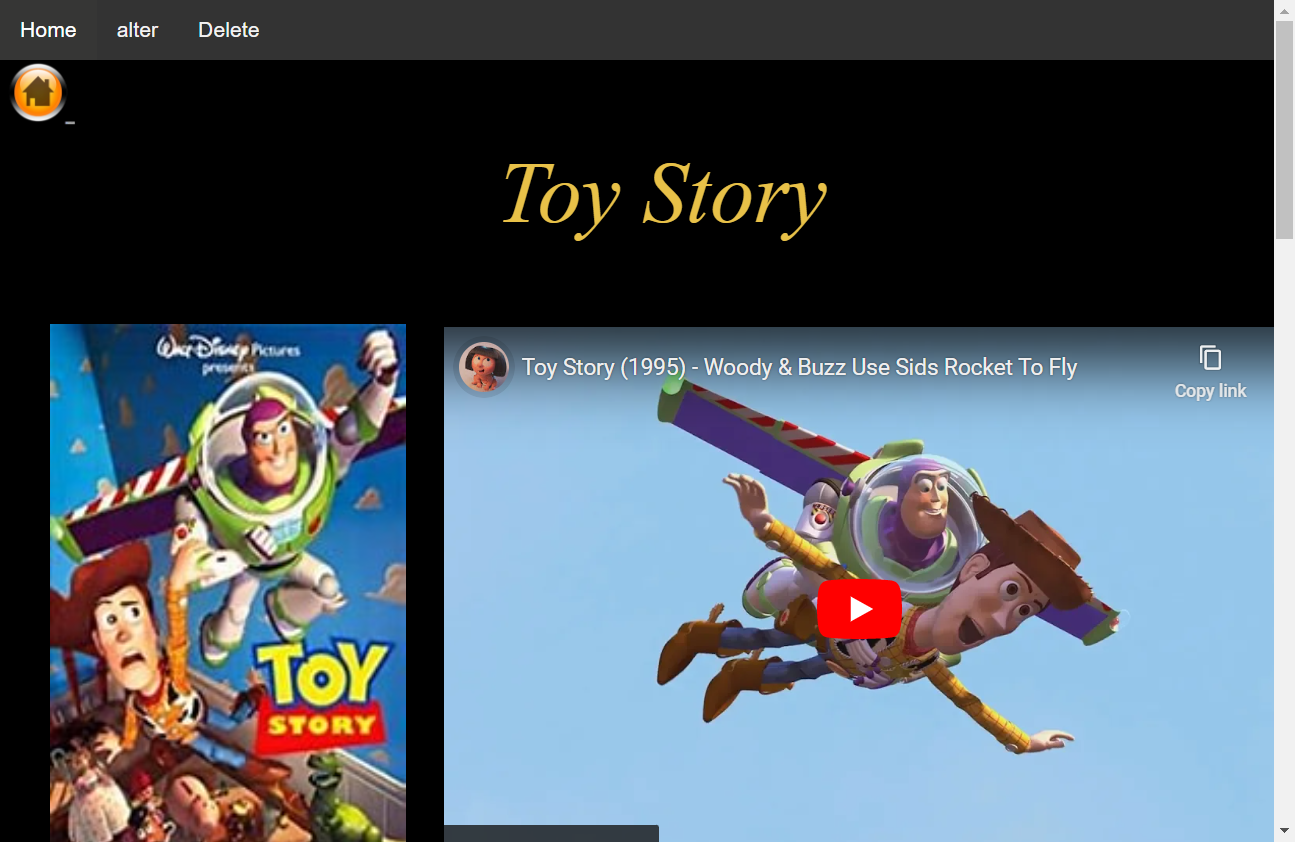 Home alter Delete
Toy Story
WALT DISNEY PICTURES
presents
TOY
STORY
Toy Story (1995) - Woody & Buzz Use Sids Rocket To Fly
Copy link